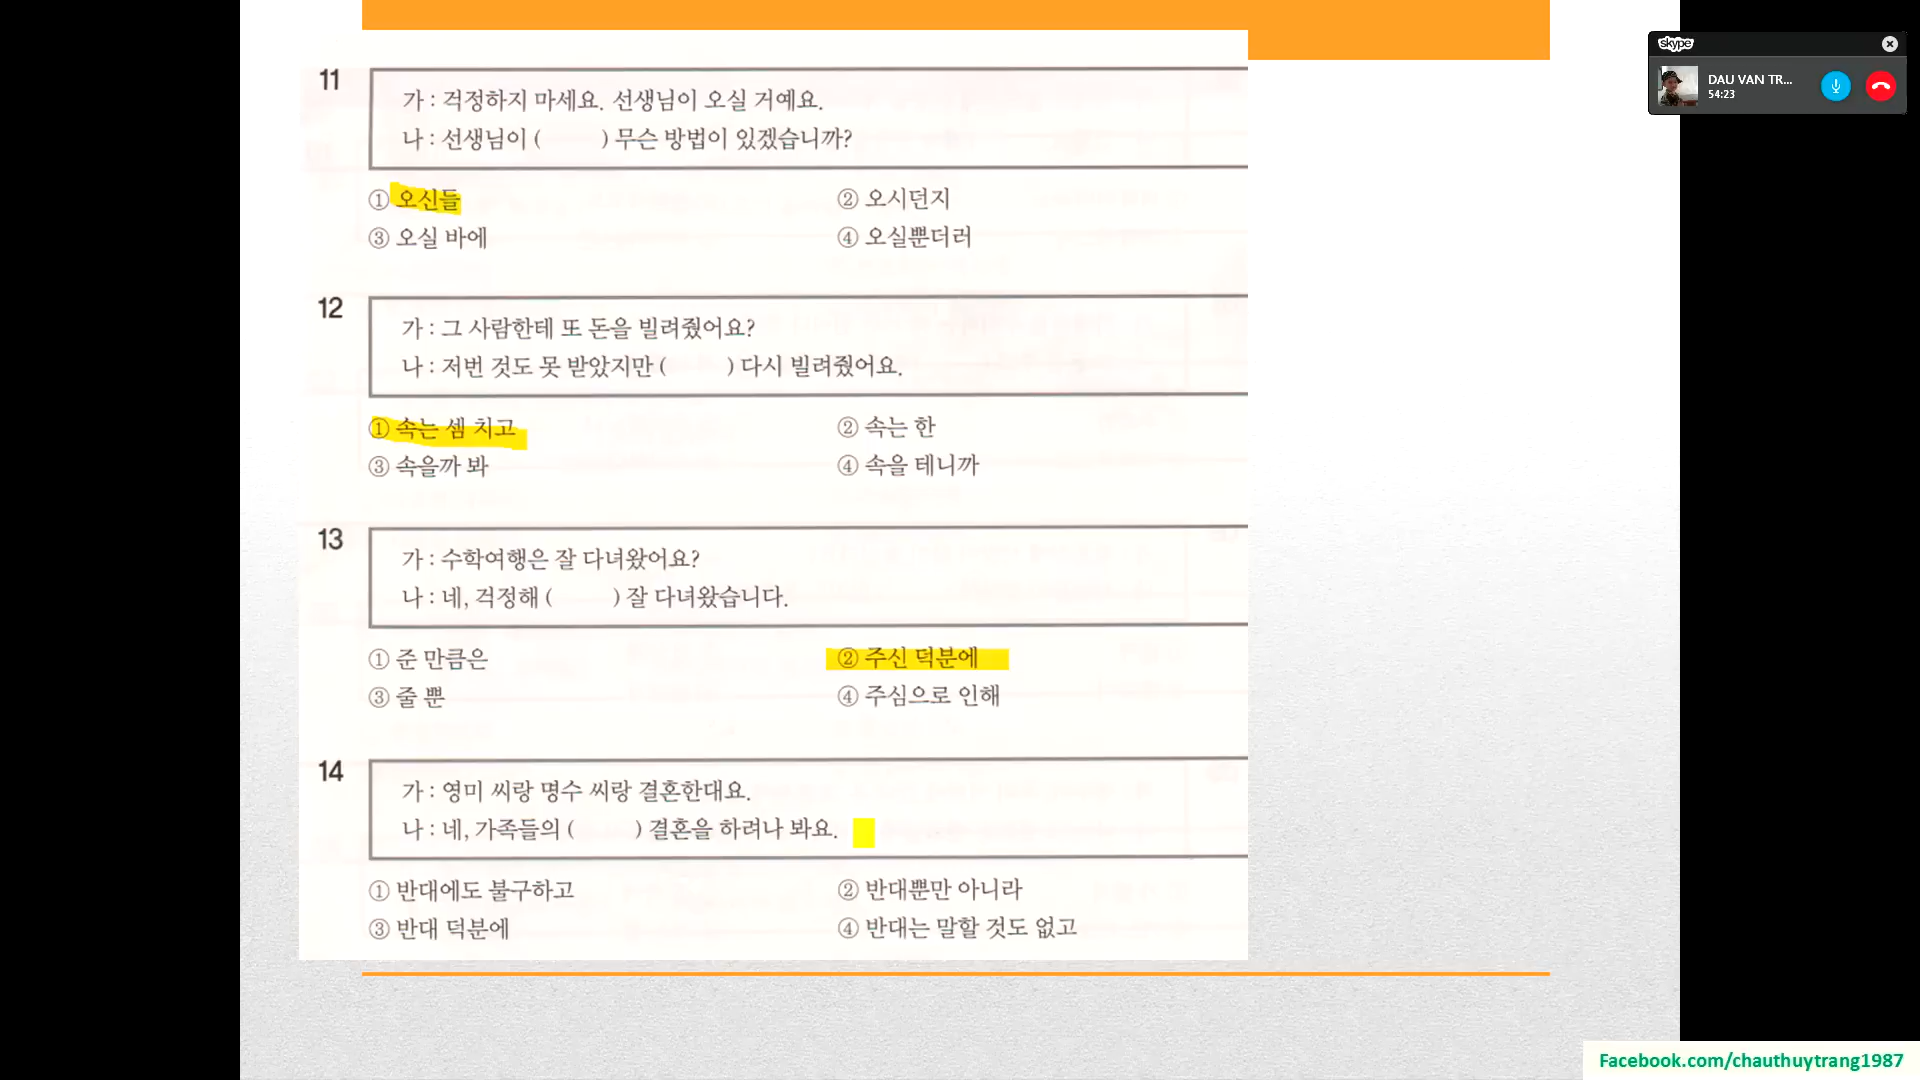 skype
DAU VAN TR...
54:23
11
가 : 걱정하지 마세요. 선생님이 오실 거예요.
나 : 선생님이 ( ) 무슨 방법이 있겠습니까?
① 오신들
② 오시던지
③ 오실 바에
④ 오실뿐더러
12
가 : 그 사람한테 또 돈을 빌려줬어요?
나 : 저번 것도 못 받았지만 ( ) 다시 빌려줬어요.
① 속는 셈 치고
② 속는 한
③ 속을까 봐
④ 속을 테니까
13
가 : 수학여행은 잘 다녀왔어요?
나 : 네, 걱정해 ( ) 잘 다녀왔습니다.
① 준 만큼은
② 주신 덕분에
③ 줄 뿐
④ 주심으로 인해
14
가 : 영미 씨랑 명수 씨랑 결혼한대요.
나 : 네, 가족들의 ( ) 결혼을 하려나 봐요.
① 반대에도 불구하고
② 반대뿐만 아니라
③ 반대 덕분에
④ 반대는 말할 것도 없고
Facebook.com/chauthuytrang1987